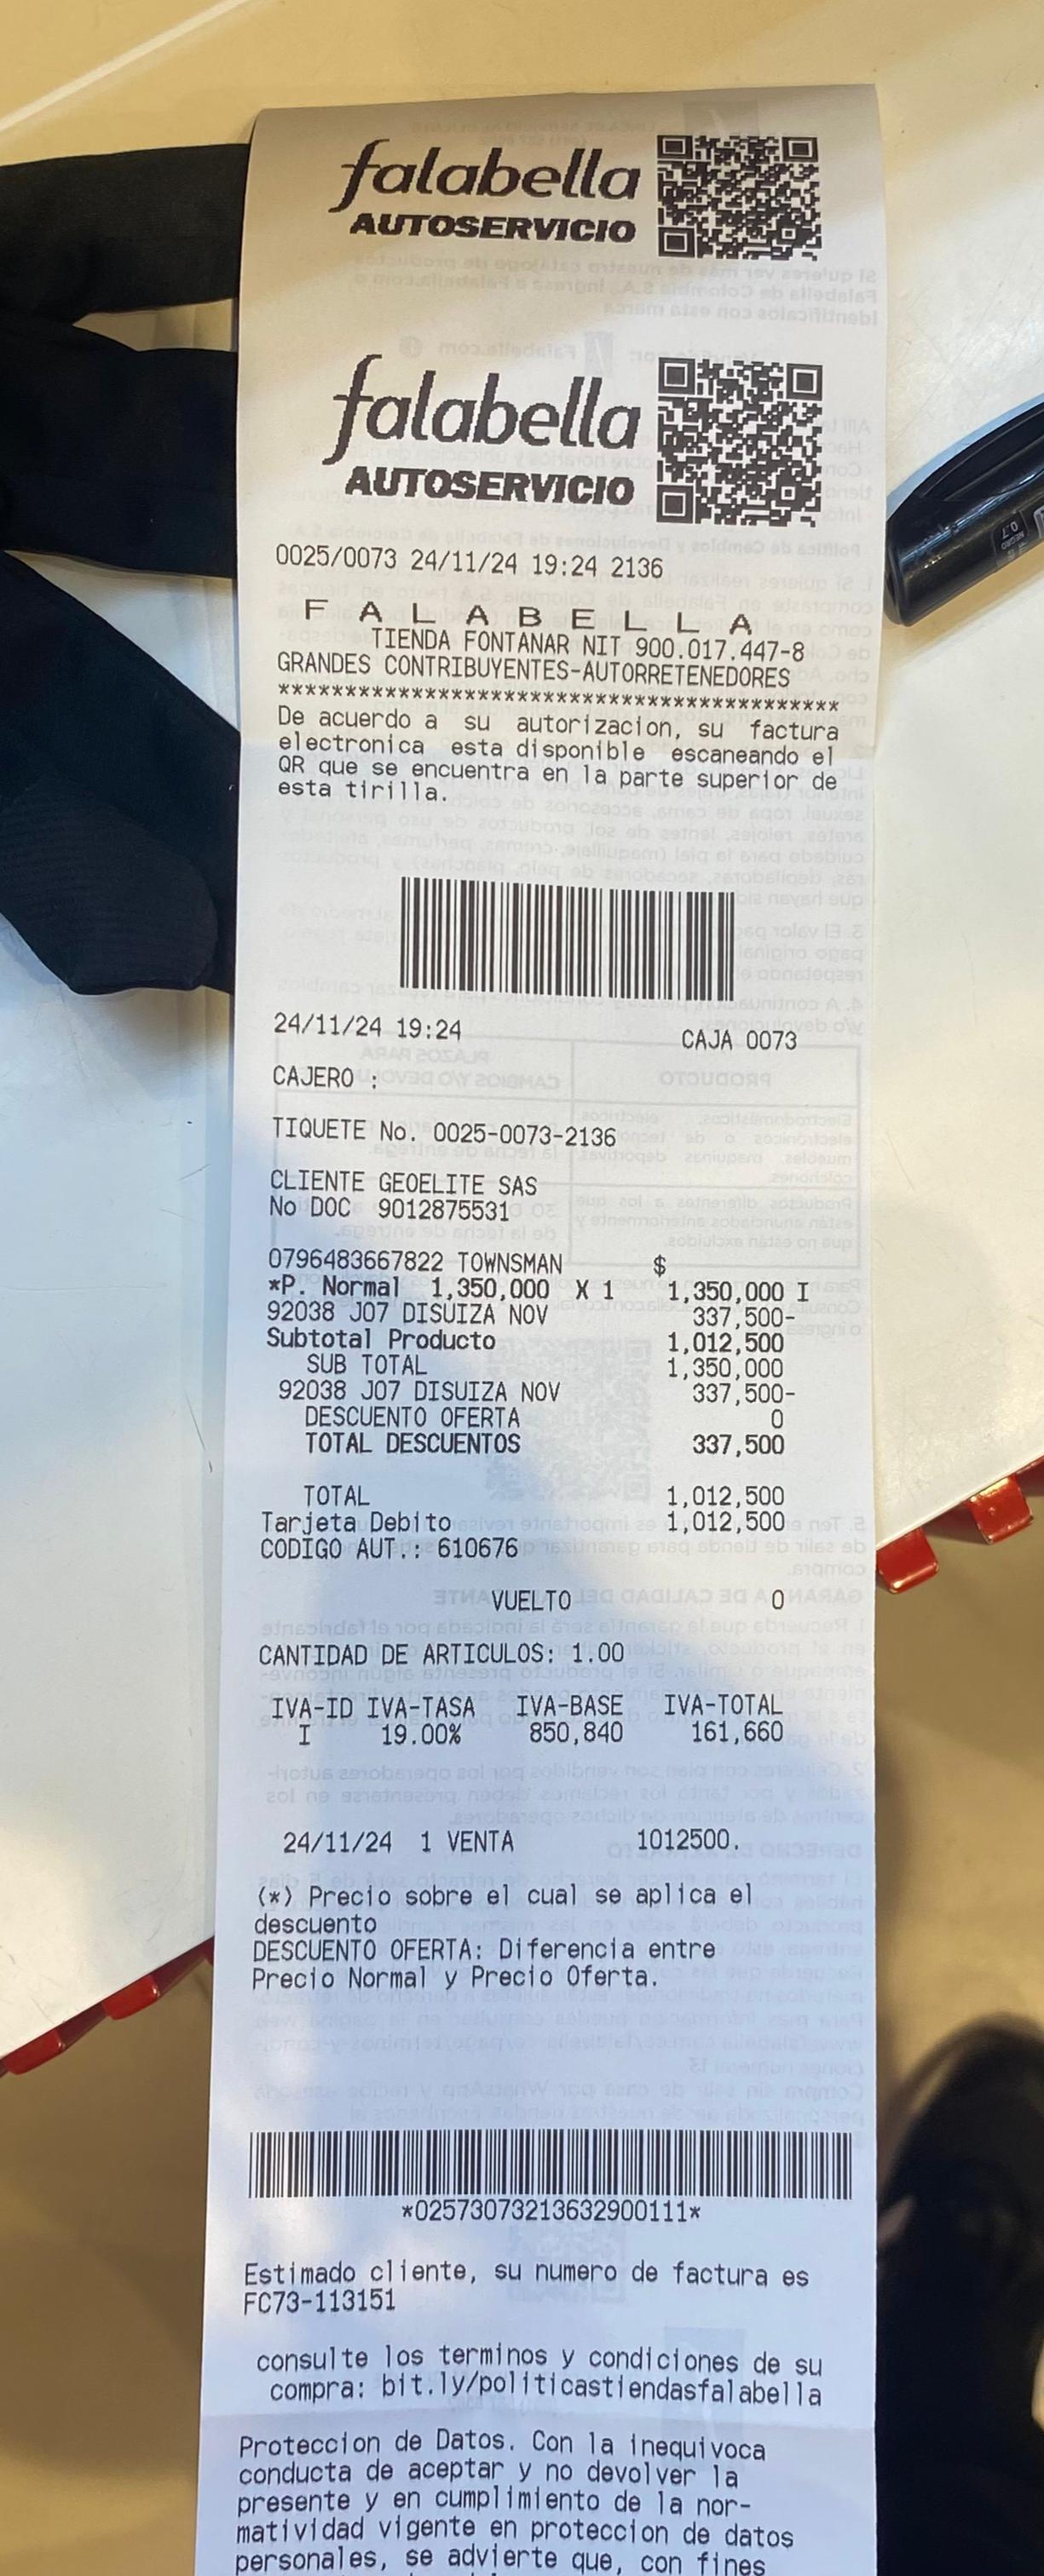 falabella
AUTOSERVICIO
falabella
AUTOSERVICIO
0025/0073 24/11/24 19:24 2136
F A L A B E L L A
TIENDA FONTANAR NIT 900.017.447-8
GRANDES CONTRIBUYENTES-AUTORRETENEDORES
******************************************
De acuerdo a su autorizacion, su factura
electronica esta disponible escaneando el
QR que se encuentra en la parte superior de
esta tirilla.
24/11/24 19:24 CAJA 0073
CAJERO :
TIQUETE No. 0025-0073-2136
CLIENTE GEOELITE SAS
No DOC 9012875531
0796483667822 TOWNSMAN $
*P. Normal 1,350,000 X 1 1,350,000 I
92038 J07 DISUIZA NOV 337,500-
Subtotal Producto 1,012,500
SUB TOTAL 1,350,000
92038 J07 DISUIZA NOV 337,500-
DESCUENTO OFERTA 0
TOTAL DESCUENTOS 337,500
TOTAL 1,012,500
Tarjeta Debito 1,012,500
CODIGO AUT.: 610676
VUELTO 0
CANTIDAD DE ARTICULOS: 1.00
IVA-ID IVA-TASA IVA-BASE IVA-TOTAL
I 19.00% 850,840 161,660
24/11/24 1 VENTA 1012500.
(*) Precio sobre el cual se aplica el
descuento
DESCUENTO OFERTA: Diferencia entre
Precio Normal y Precio Oferta.
*02573073213632900111*
Estimado cliente, su numero de factura es
FC73-113151
consulte los terminos y condiciones de su
compra: bit.ly/politicastiendasfalabella
Proteccion de Datos. Con la inequivoca
conducta de aceptar y no devolver la
presente y en cumplimiento de la nor-
matividad vigente en proteccion de datos
personales, se advierte que, con fines